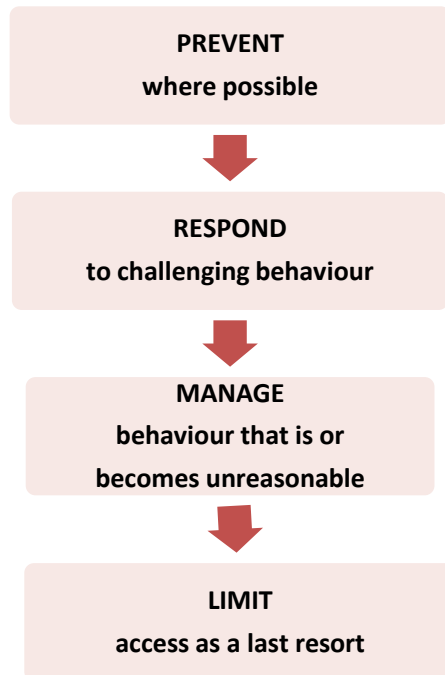 PREVENT
where possible
RESPOND
to challenging behaviour
MANAGE
behaviour that is or
becomes unreasonable
LIMIT
access as a last resort